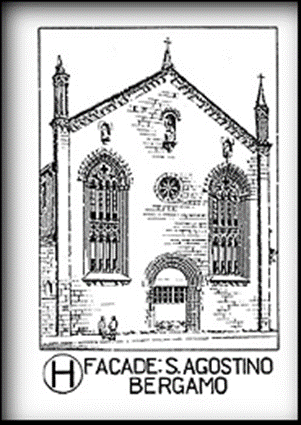 H FACADE: S. AGOSTINO
BERGAMO